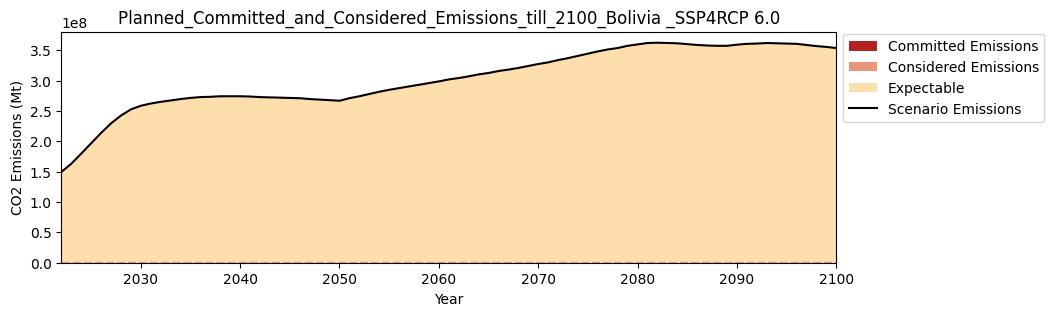 Planned_Committed_and_Considered_Emissions_till_2100_Bolivia _SSP4RCP 6.0
1e8
Committed Emissions
Considered Emissions
Expectable
Scenario Emissions
CO2 Emissions (Mt)
3.5
3.0
2.5
2.0
1.5
1.0
0.5
0.0
2030 2040 2050 2060 2070 2080 2090 2100
Year